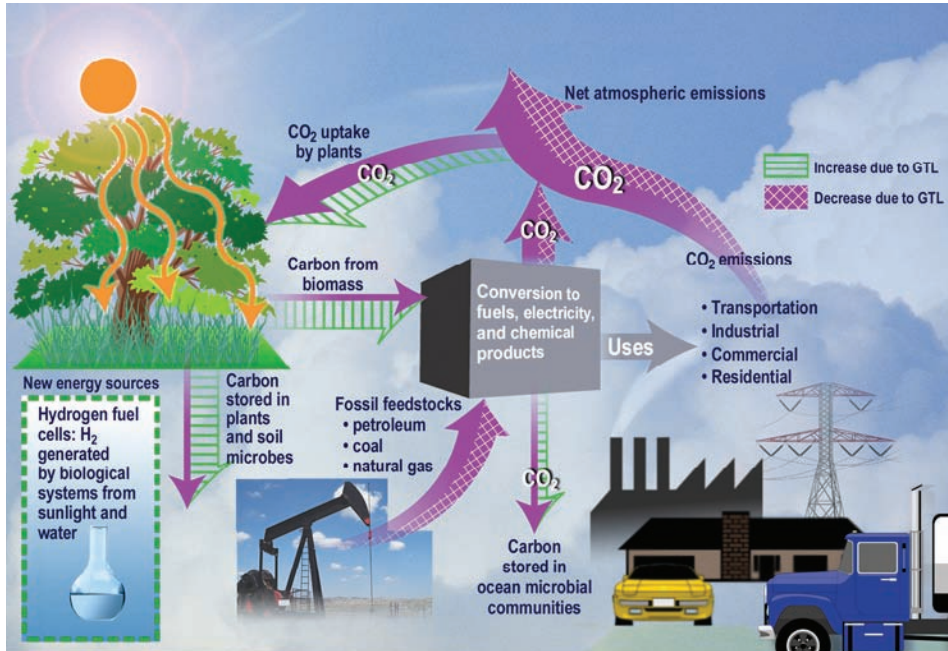 Net atmospheric emissions
CO2 uptake
by plants
CO2
CO2
CO2
Increase due to GTL
Decrease due to GTL
CO2 emissions
• Transportation
• Industrial
• Commercial
• Residential
Carbon from
biomass
Conversion to
fuels, electricity,
and chemical
products
Uses
New energy sources
Hydrogen fuel
cells: H2
generated
by biological
systems from
sunlight and
water
Carbon
stored in
plants
and soil
microbes
Fossil feedstocks
• petroleum
• coal
• natural gas
CO2
Carbon
stored in
ocean microbial
communities